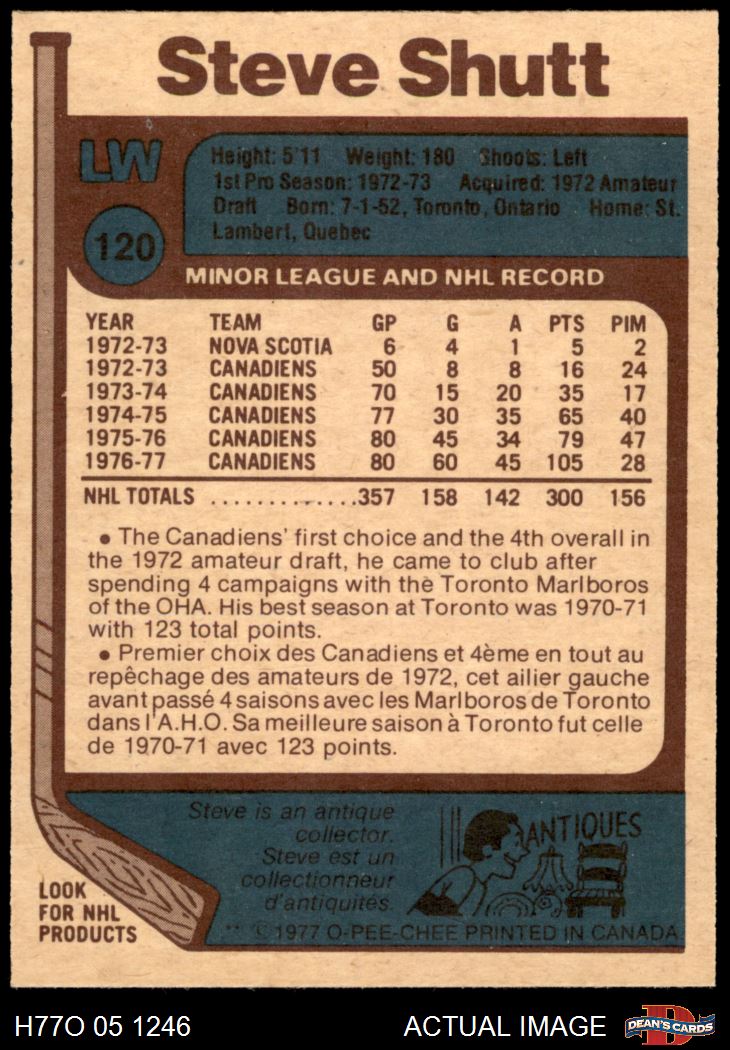 Steve Shutt
LW
120
Height: 5'11 Weight: 180 Shoots: Left
1st Pro Season: 1972-73 Acquired: 1972 Amateur
Draft Born: 7-1-52, Toronto, Ontario Home: St.
Lambert, Quebec
MINOR LEAGUE AND NHL RECORD
YEAR TEAM GP G A PTS PIM
1972-73 NOVA SCOTIA 6 4 1 5 2
1972-73 CANADIENS 50 8 8 16 24
1973-74 CANADIENS 70 15 20 35 17
1974-75 CANADIENS 77 30 35 65 40
1975-76 CANADIENS 80 45 34 79 47
1976-77 CANADIENS 80 60 45 105 28
NHL TOTALS ..............357 158 142 300 156
• The Canadiens' first choice and the 4th overall in
the 1972 amateur draft, he came to club after
spending 4 campaigns with the Toronto Marlboros
of the OHA. His best season at Toronto was 1970-71
with 123 total points.
• Premier choix des Canadiens et 4ème en tout au
repêchage des amateurs de 1972, cet ailier gauche
avant passé 4 saisons avec les Marlboros de Toronto
dans l'A.H.O. Sa meilleure saison à Toronto fut celle
de 1970-71 avec 123 points.
Steve is an antique
collector.
Steve est un
collectionneur
d'antiquités.
ANTIQUES
LOOK
FOR NHL
PRODUCTS
** © 1977 O-PEE-CHEE PRINTED IN CANADA
H77O 05 1246 ACTUAL IMAGE
D
DEAN'S CARDS